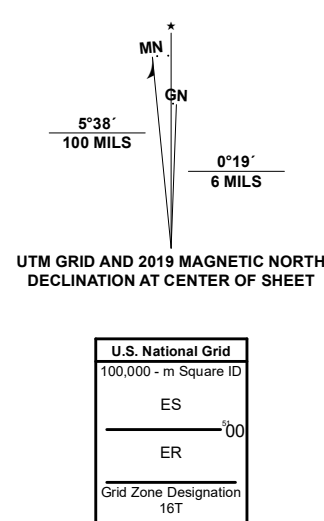 ★
MN
GN
5°38´
100 MILS
0°19´
6 MILS
UTM GRID AND 2019 MAGNETIC NORTH
DECLINATION AT CENTER OF SHEET
U.S. National Grid
100,000 - m Square ID
ES
5100
ER
Grid Zone Designation
16T